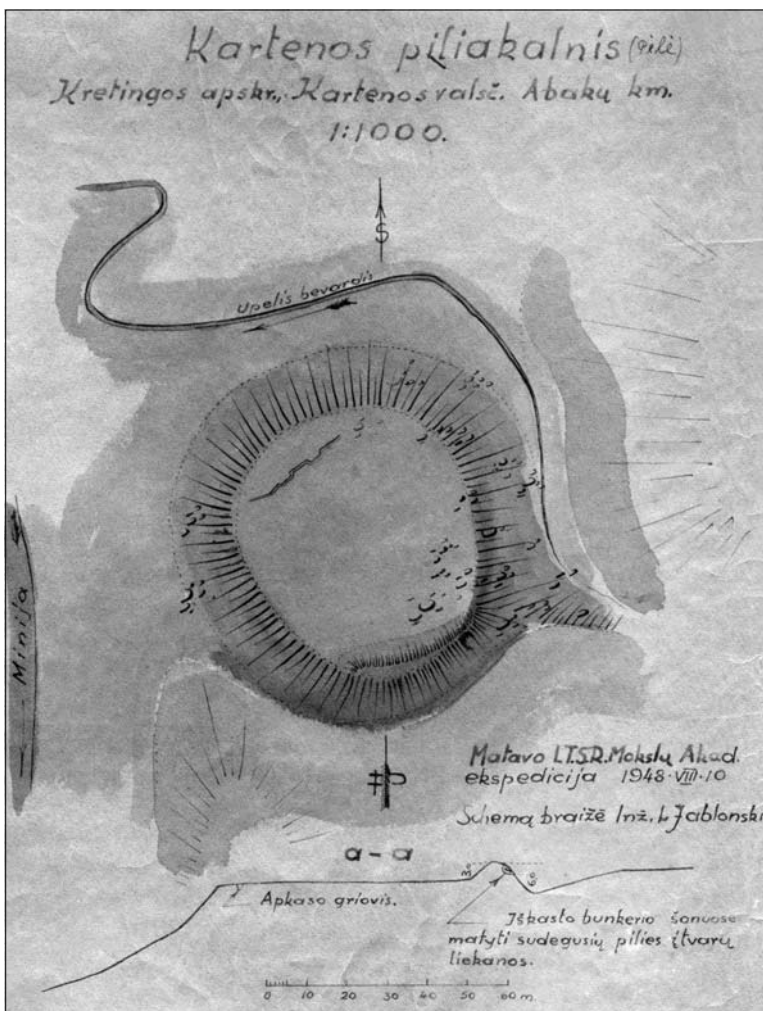 Kartenos piliakalnis (pilė)
Kretingos apskr., Kartenos valsč. Abakų km.
1:1000.
S
Upelis bevardis
Minija
P
Matavo L.T.S.R. Mokslų Akad.
ekspedicija 1948·VIII·10
Schemą braižė Inž. L. Jablonski
a - a
3.
6.
Apkaso griovis.
Iškasto bunkerio šonuose
matyti sudegusių pilies įtvarų
liekanos.
0 10 20 30 40 50 60 m.